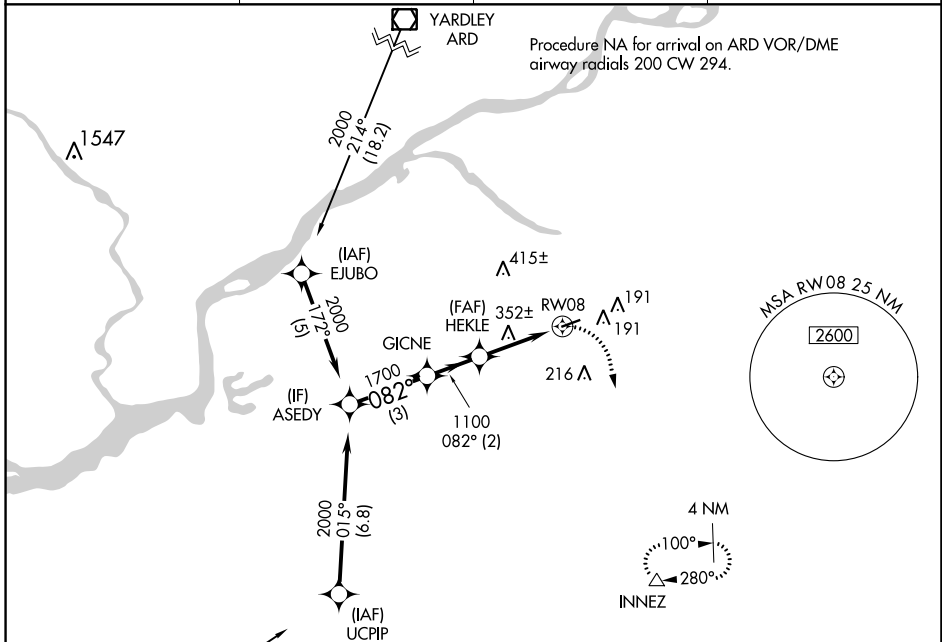 YARDLEY
ARD
Procedure NA for arrival on ARD VOR/DME
airway radials 200 CW 294.
2000
214°
(18.2)
1547
(IAF)
EJUBO
2000
172°
(5)
415±
(FAF)
HEKLE
352±
RW08
191
191
216
GICNE
1700
082°
(3)
(IF)
ASEDY
1100
082° (2)
MSA RW08 25 NM
2600
2000
015°
(6.8)
4 NM
100°
280°
INNEZ
(IAF)
UCPIP